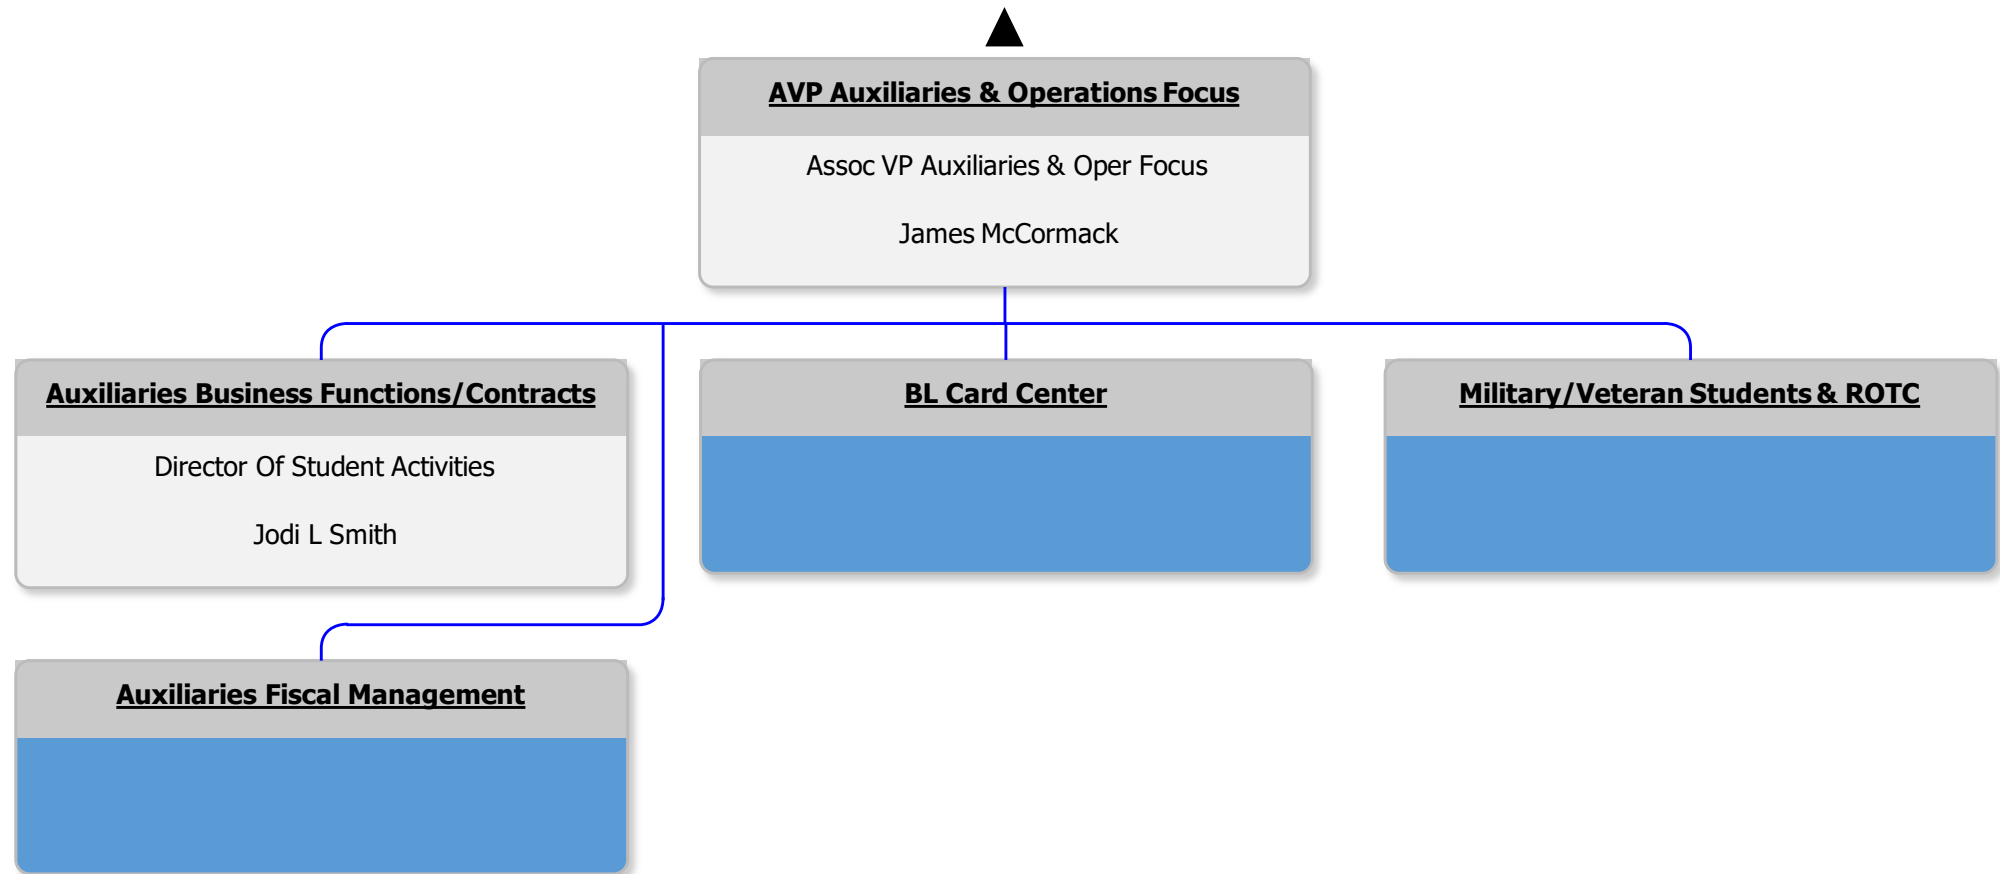 AVP Auxiliaries & Operations Focus
Assoc VP Auxiliaries & Oper Focus
James McCormack
Auxiliaries Business Functions/Contracts
Director Of Student Activities
Jodi L Smith
BL Card Center
Military/Veteran Students & ROTC
Auxiliaries Fiscal Management